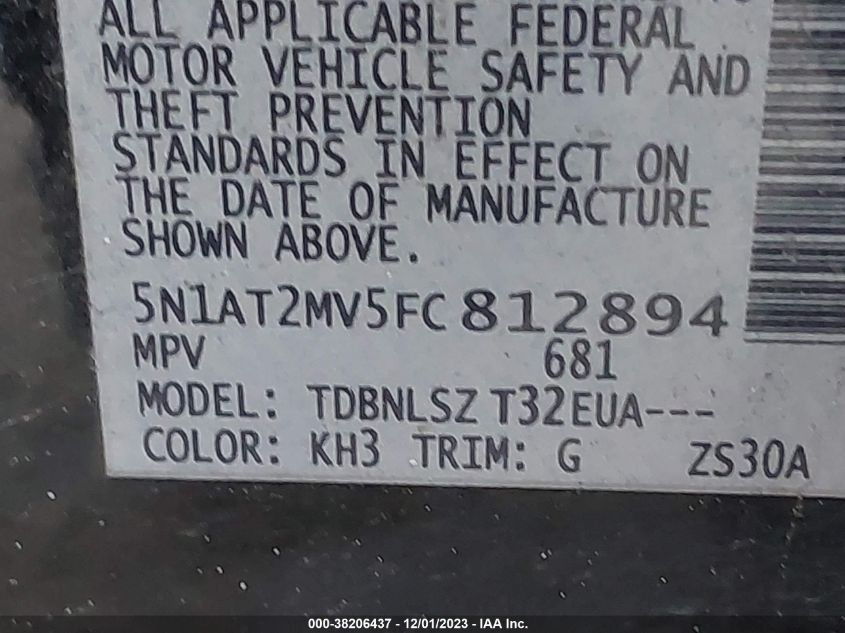 ALL APPLICABLE FEDERAL
MOTOR VEHICLE SAFETY AND
THEFT PREVENTION
STANDARDS IN EFFECT ON
THE DATE OF MANUFACTURE
SHOWN ABOVE.
5N1AT2MV5FC812894
MPV 681
MODEL: TDBNLSZ T32EUA---
COLOR: KH3 TRIM: G ZS30A
000-38206437 - 12/01/2023 - IAA Inc.